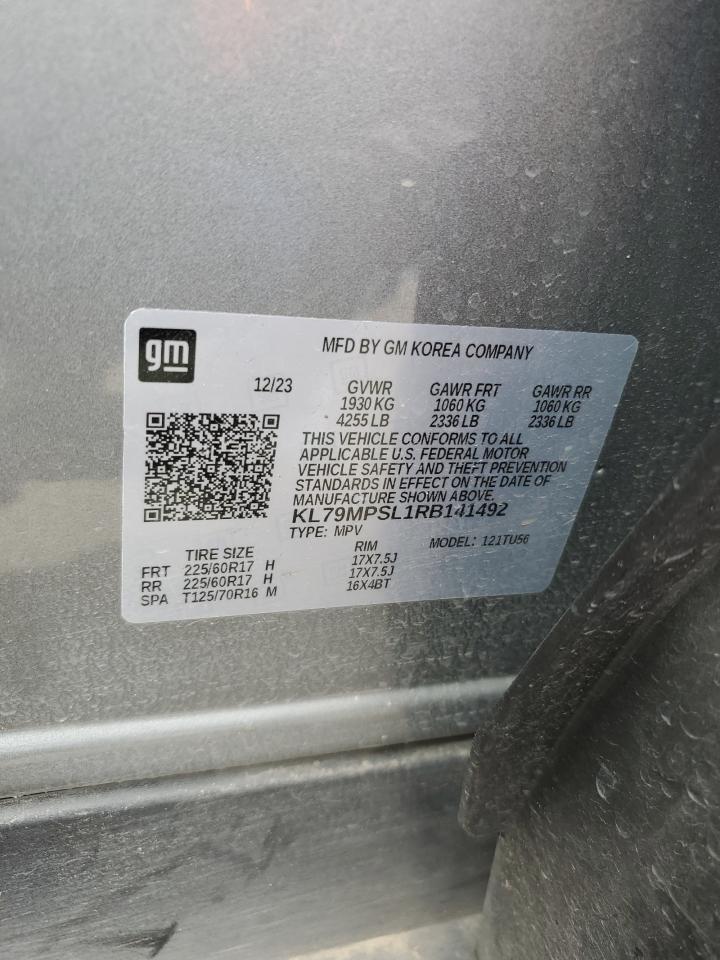 gm
MFD BY GM KOREA COMPANY
12/23 GVWR GAWR FRT GAWR RR
1930 KG 1060 KG 1060 KG
4255 LB 2336 LB 2336 LB
THIS VEHICLE CONFORMS TO ALL
APPLICABLE U.S. FEDERAL MOTOR
VEHICLE SAFETY AND THEFT PREVENTION
STANDARDS IN EFFECT ON THE DATE OF
MANUFACTURE SHOWN ABOVE.
KL79MPSL1RB141492
TYPE: MPV MODEL: 121TU56
TIRE SIZE RIM
FRT 225/60R17 H 17X7.5J
RR 225/60R17 H 17X7.5J
SPA T125/70R16 M 16X4BT